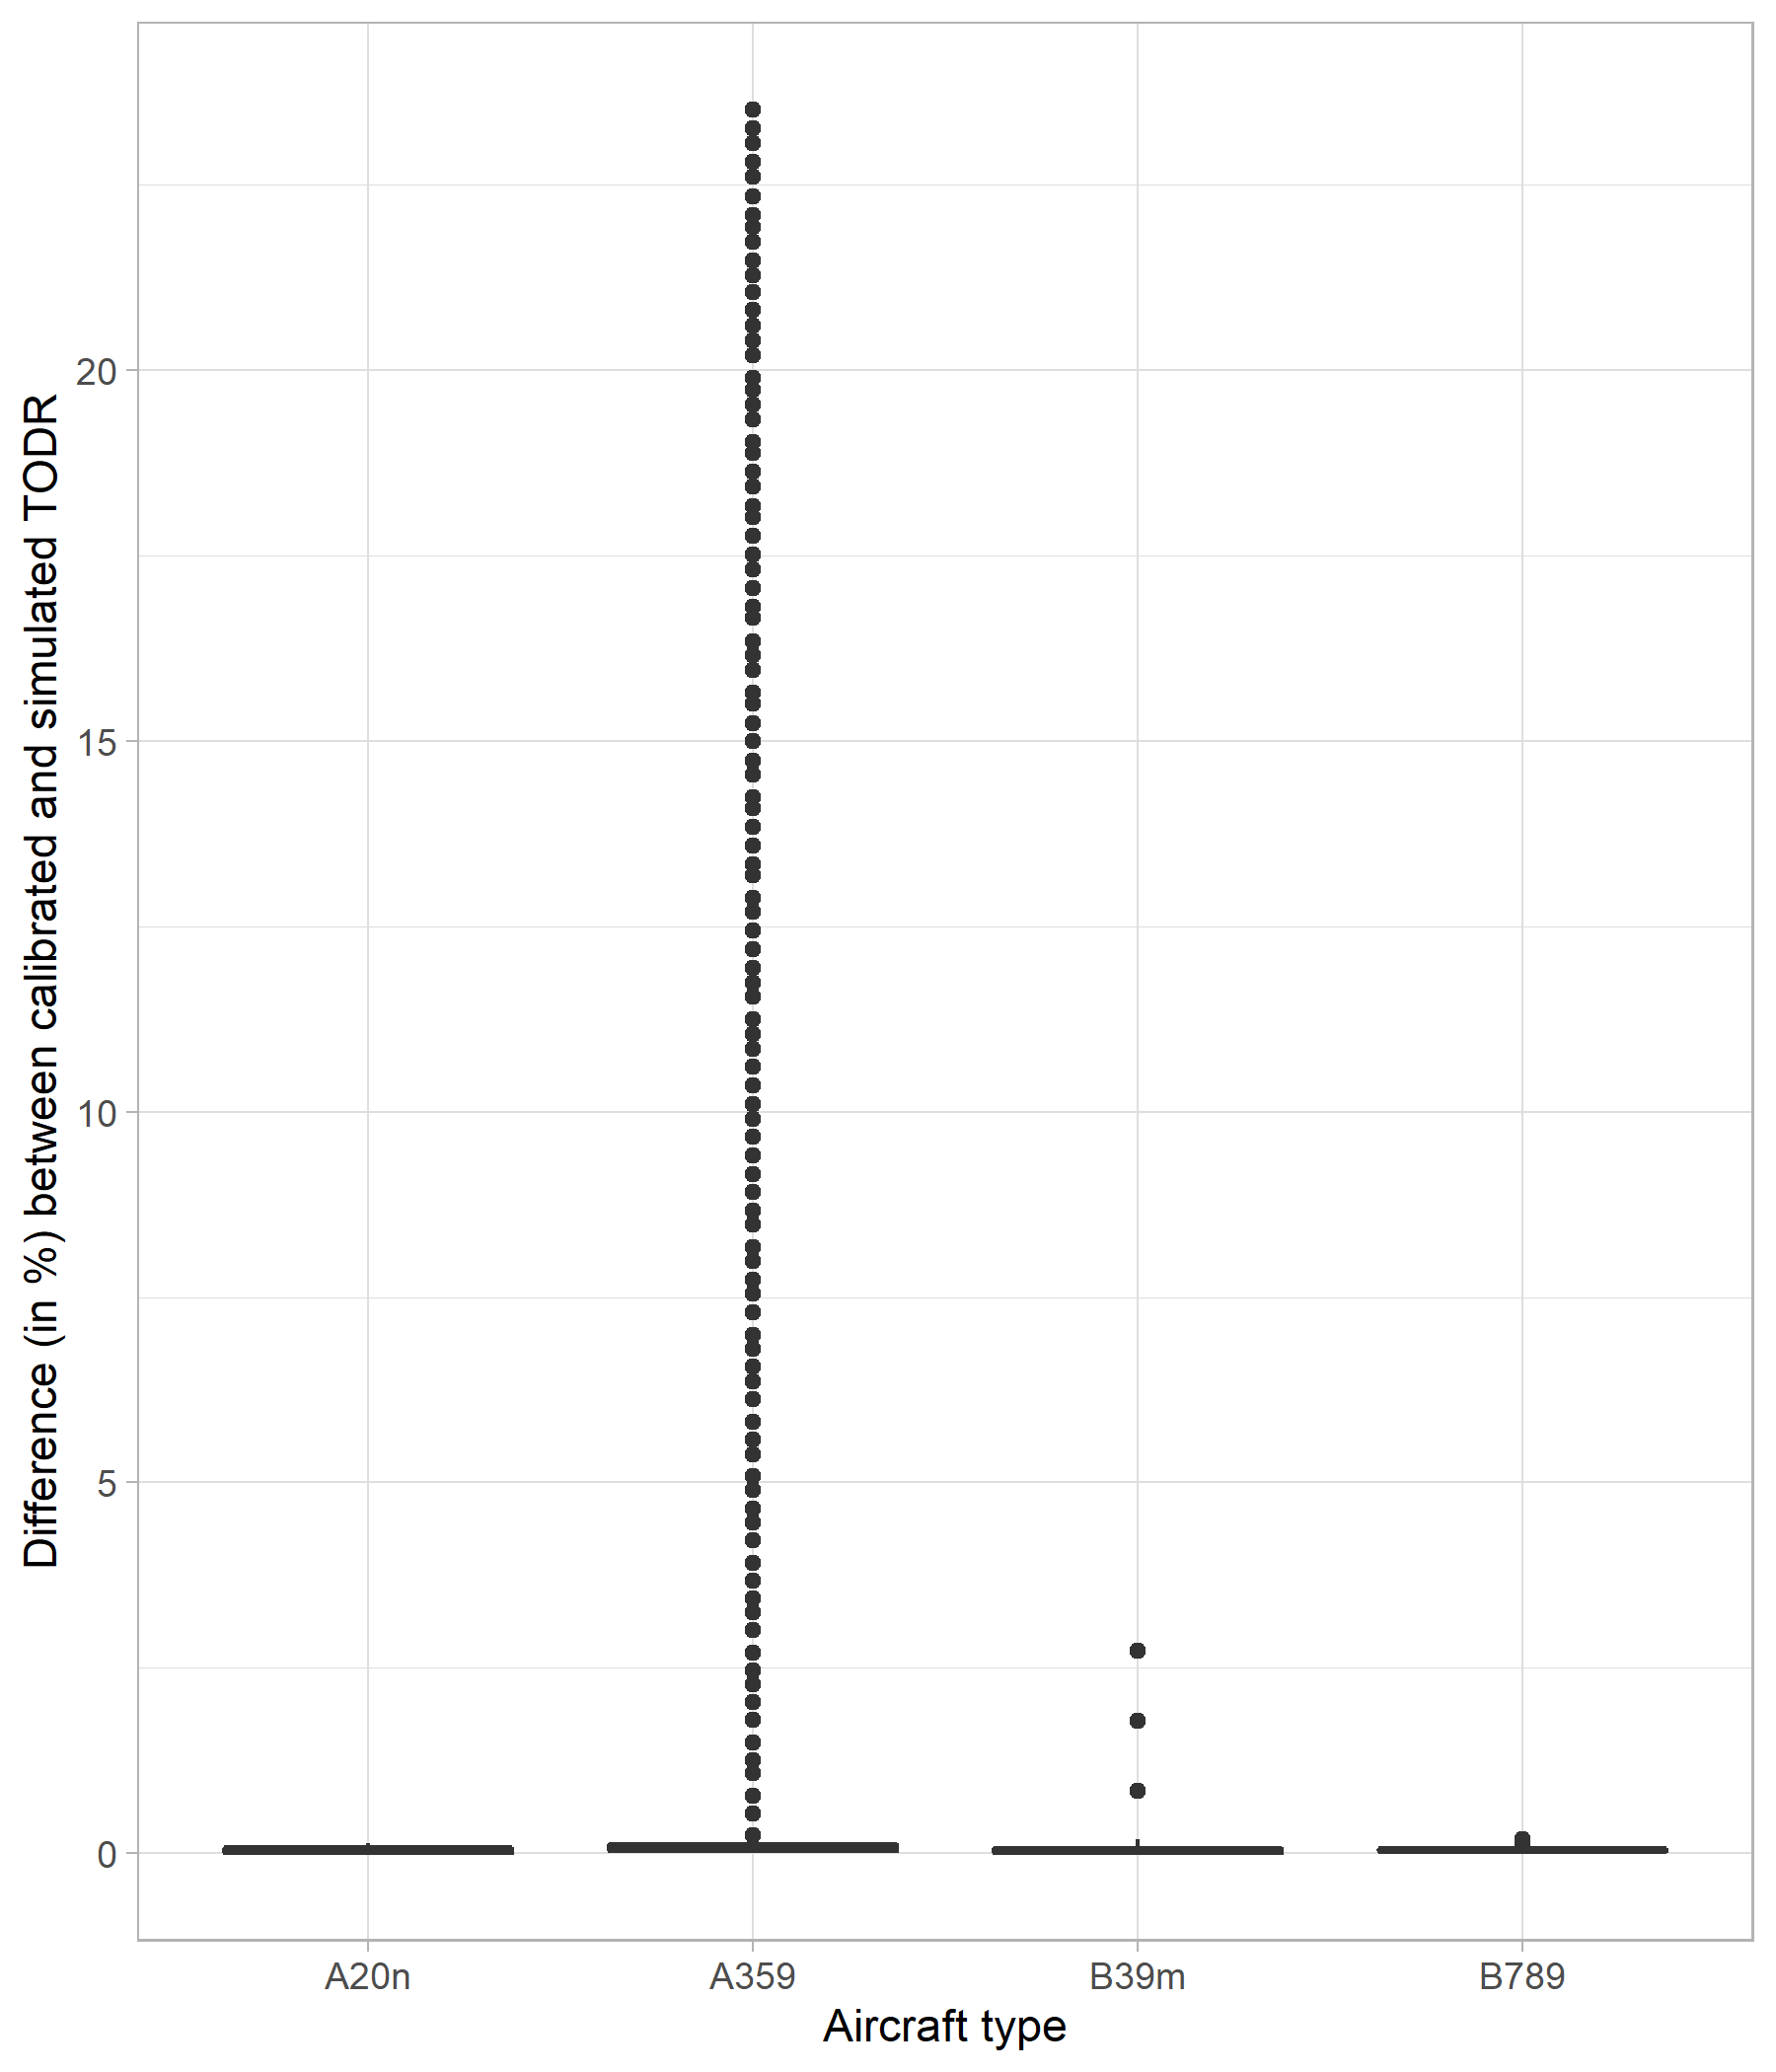 Difference (in %) between calibrated and simulated TODR
20
15
10
5
0
A20n A359 B39m B789
Aircraft type